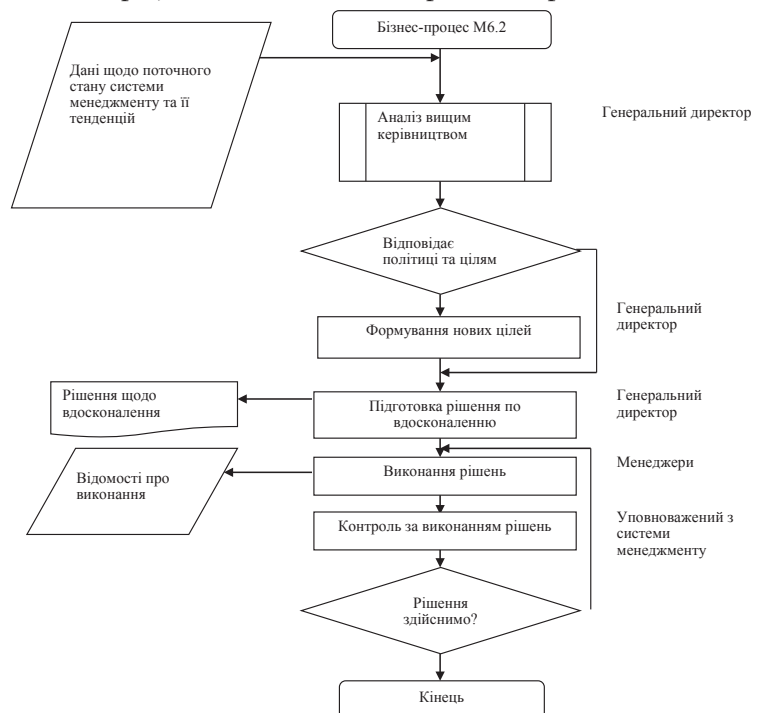 Бізнес-процес М6.2
Дані щодо поточного
стану системи
менеджменту та її
тенденцій
Аналіз вищим
керівництвом
Генеральний директор
Відповідає
політиці та цілям
Формування нових цілей
Генеральний
директор
Рішення щодо
вдосконалення
Підготовка рішення по
вдосконаленню
Генеральний
директор
Відомості про
виконання
Виконання рішень
Менеджери
Контроль за виконанням рішень
Уповноважений з
системи
менеджменту
Рішення
здійснимо?
Кінець